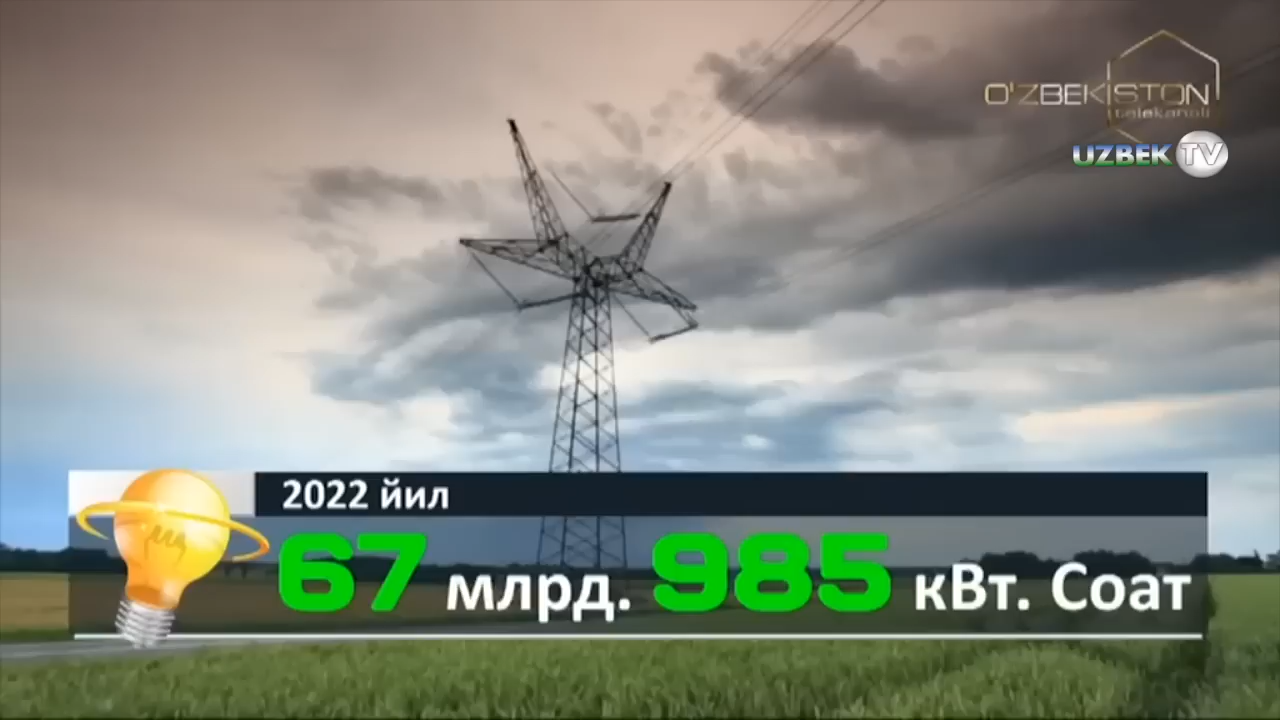 O'ZBEKISTON
telekanali
UZBEK TV
2022 йил
67 млрд. 985 кВт. Соат